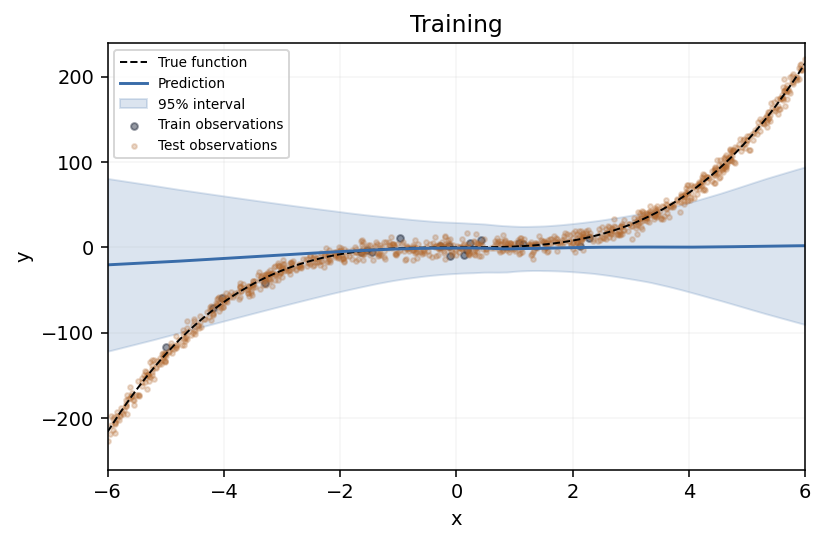 Training
True function
Prediction
95% interval
Train observations
Test observations
y
200
100
0
−100
−200
−6
−4
−2
0
2
4
6
x